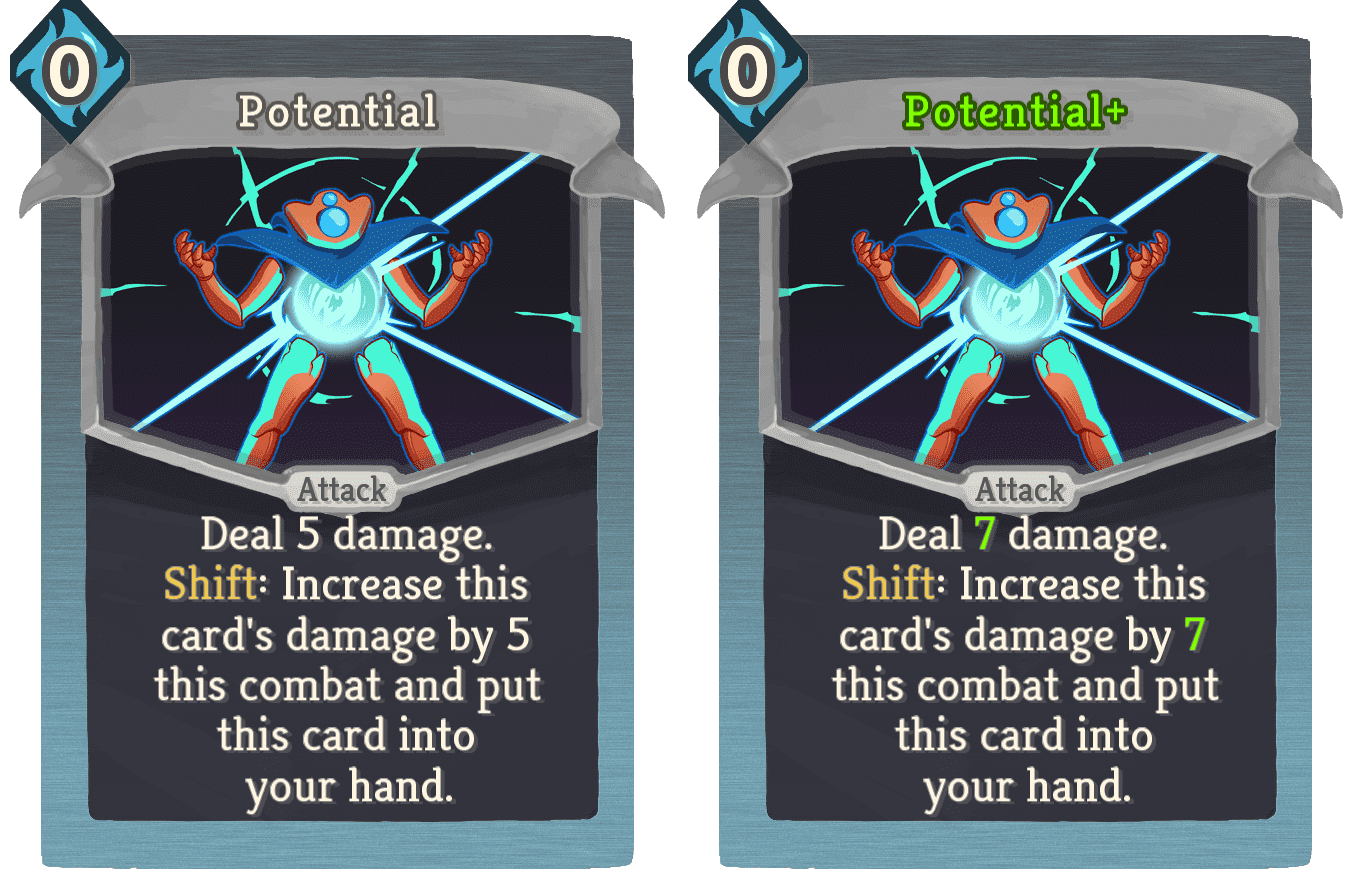 0
Potential
Attack
Deal 5 damage.
Shift: Increase this
card's damage by 5
this combat and put
this card into
your hand.
0
Potential+
Attack
Deal 7 damage.
Shift: Increase this
card's damage by 7
this combat and put
this card into
your hand.